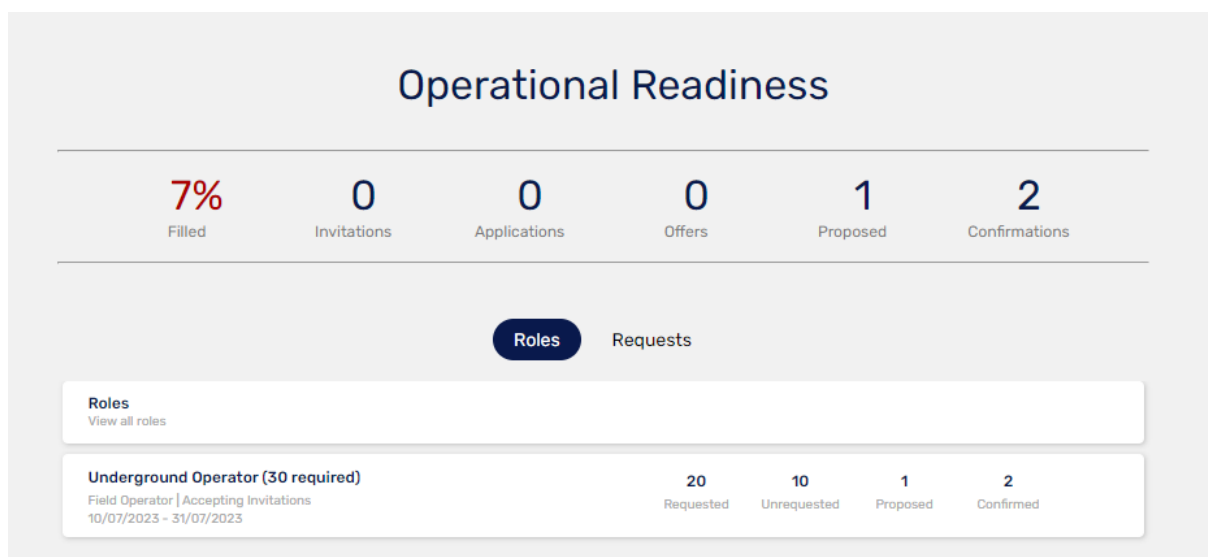 Operational Readiness
7% 0 0 0 1 2
Filled Invitations Applications Offers Proposed Confirmations
Roles Requests
Roles
View all roles
Underground Operator (30 required) 20 10 1 2
Field Operator | Accepting Invitations Requested Unrequested Proposed Confirmed
10/07/2023 - 31/07/2023